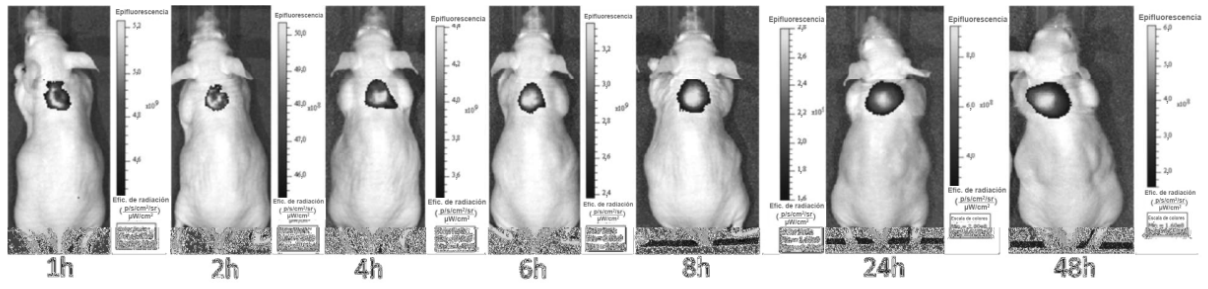 Epifluorescencia
5,2
5,0
4,8
4,6
x10⁹
Efic. de radiación
(p/s/cm²/sr)
µW/cm²
1h
Epifluorescencia
50,0
49,0
48,0
47,0
46,0
x10⁸
Efic. de radiación
(p/s/cm²/sr)
µW/cm²
2h
Epifluorescencia
4,2
4,0
3,8
3,6
x10⁹
Efic. de radiación
(p/s/cm²/sr)
µW/cm²
4h
Epifluorescencia
3,2
3,0
2,8
2,6
2,4
x10⁹
Efic. de radiación
(p/s/cm²/sr)
µW/cm²
6h
Epifluorescencia
2,8
2,6
2,4
2,2
2,0
1,8
1,6
Efic. de radiación
(p/s/cm²/sr)
µW/cm²
8h
Epifluorescencia
8,0
6,0
4,0
x10⁸
Efic. de radiación
(p/s/cm²/sr)
µW/cm²
Escala de colores
24h
Epifluorescencia
6,0
5,0
4,0
3,0
2,0
x10⁸
Efic. de radiación
(p/s/cm²/sr)
µW/cm²
Escala de colores
48h